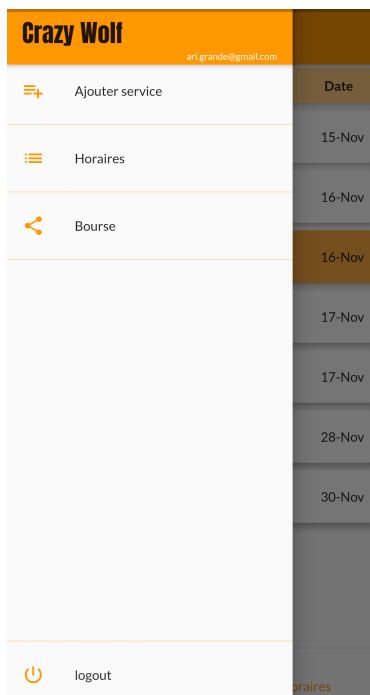 Crazy Wolf
ari.grande@gmail.com
Ajouter service
Horaires
Bourse
logout
Date
15-Nov
16-Nov
16-Nov
17-Nov
17-Nov
28-Nov
30-Nov
oraires